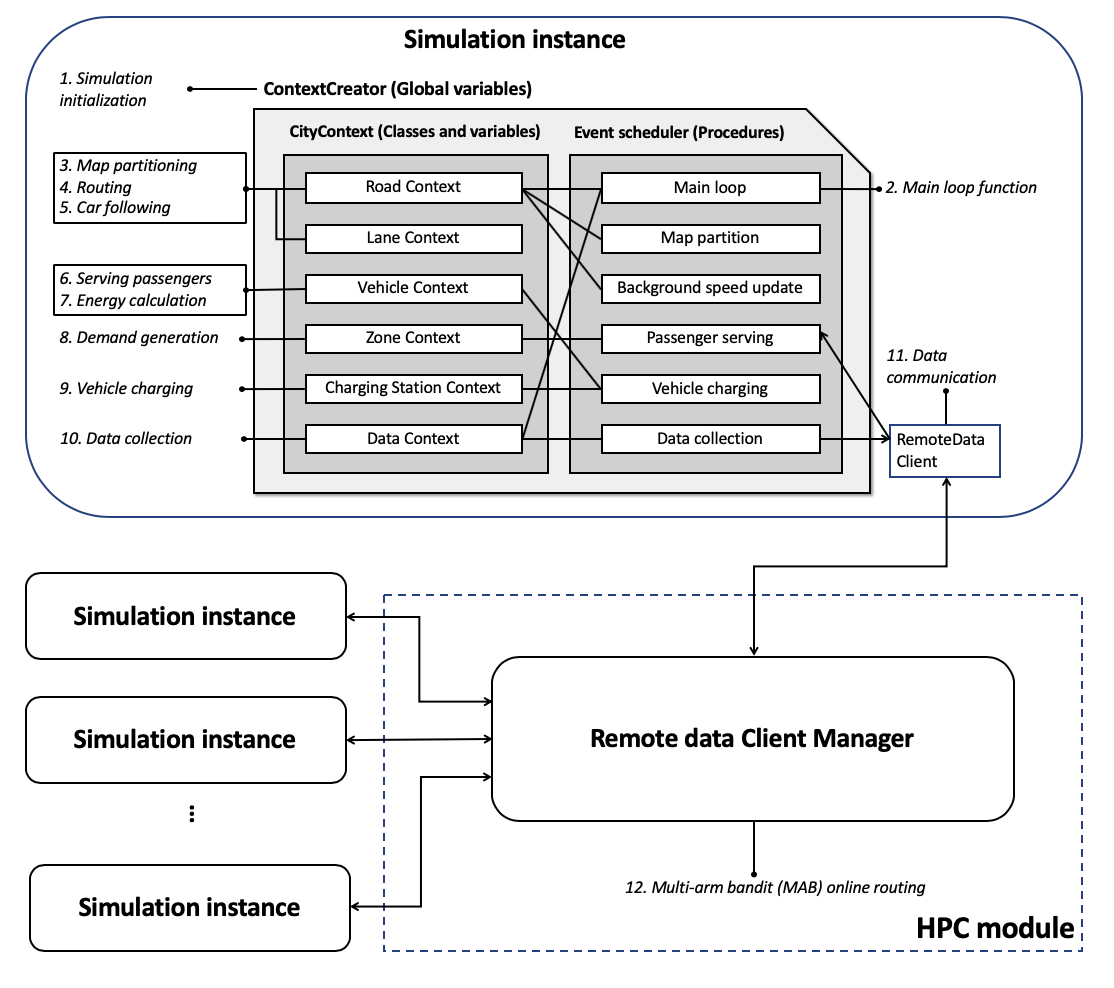 Simulation instance
1. Simulation
initialization
ContextCreator (Global variables)
CityContext (Classes and variables)
Event scheduler (Procedures)
3. Map partitioning
4. Routing
5. Car following
Road Context
Main loop
2. Main loop function
Lane Context
Map partition
6. Serving passengers
7. Energy calculation
Vehicle Context
Background speed update
8. Demand generation
Zone Context
Passenger serving
11. Data
communication
9. Vehicle charging
Charging Station Context
Vehicle charging
10. Data collection
Data Context
Data collection
RemoteData
Client
Simulation instance
Simulation instance
Simulation instance
Remote data Client Manager
12. Multi-arm bandit (MAB) online routing
HPC module